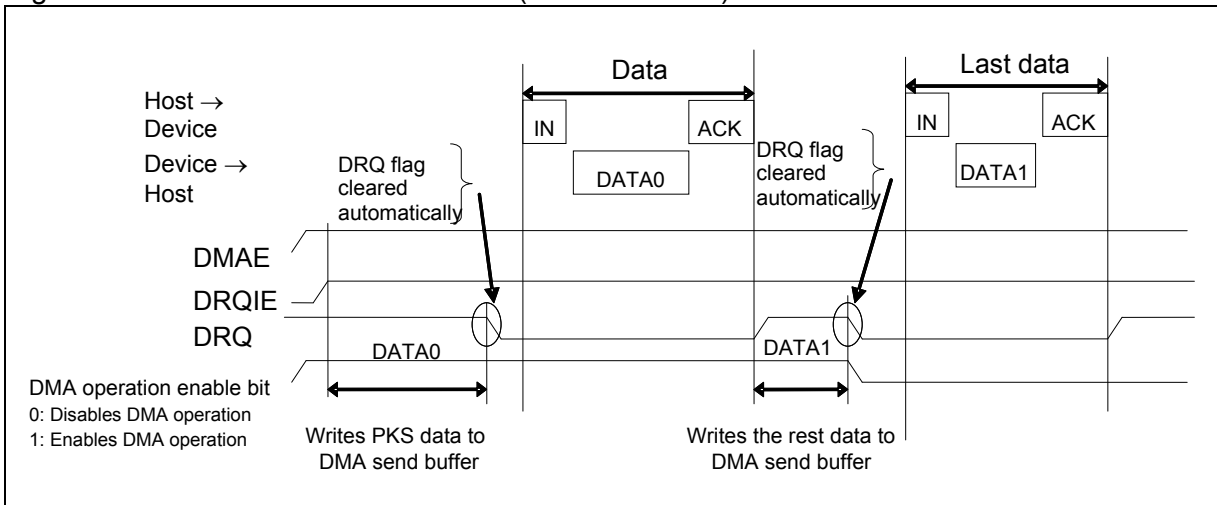 Data
Last data
Host →
Device
IN
ACK
IN
ACK
Device →
Host
DRQ flag
cleared
automatically
DATA0
DRQ flag
cleared
automatically
DATA1
DMAE
DRQIE
DRQ
DATA0
DATA1
DMA operation enable bit
0: Disables DMA operation
1: Enables DMA operation
Writes PKS data to
DMA send buffer
Writes the rest data to
DMA send buffer